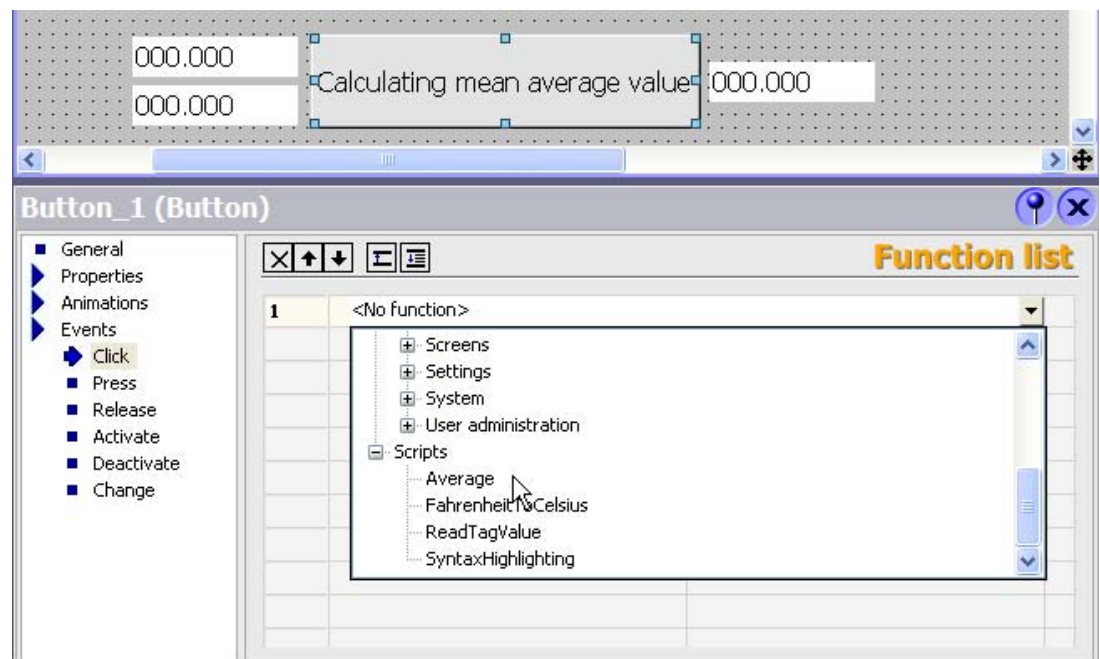 000.000
000.000
Calculating mean average value
000.000
Button_1 (Button)
General
Properties
Animations
Events
Click
Press
Release
Activate
Deactivate
Change
Function list
1 <No function>
Screens
Settings
System
User administration
Scripts
Average
FahrenheitToCelsius
ReadTagValue
SyntaxHighlighting